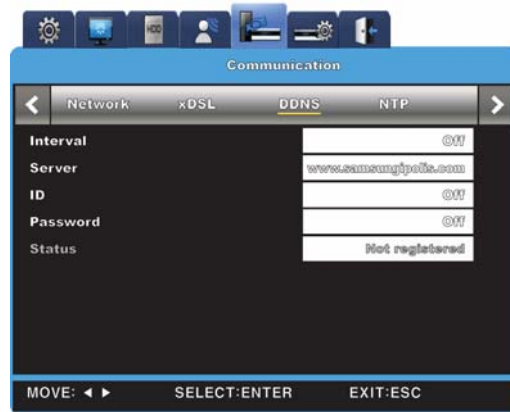 HDD
Communication
Network xDSL DDNS NTP
Interval Off
Server www.samsungipolis.com
ID Off
Password Off
Status Not registered
MOVE: ◄ ► SELECT:ENTER EXIT:ESC